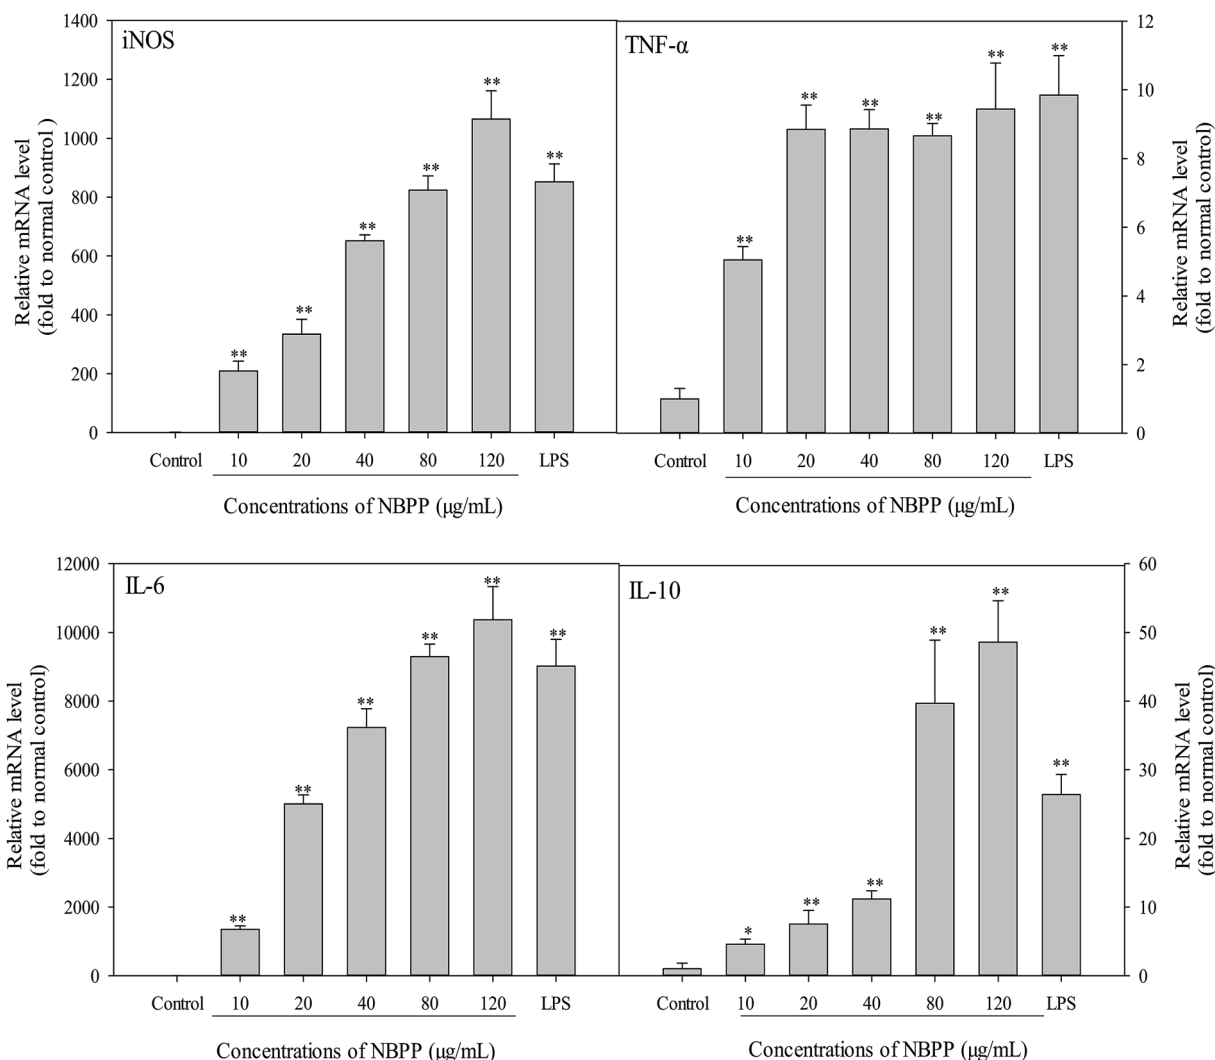 iNOS
1400
1200
1000
800
600
400
200
0
Relative mRNA level
(fold to normal control )
** ** ** ** ** **
Control 10 20 40 80 120 LPS
Concentrations of NBPP (μg/mL)
TNF-α
12
10
8
6
4
2
0
Relative mRNA level
(fold to normal control)
** ** ** ** ** **
Control 10 20 40 80 120 LPS
Concentrations of NBPP (μg/mL)
IL-6
12000
10000
8000
6000
4000
2000
0
Relative mRNA level
(fold to normal control)
** ** ** ** ** **
Control 10 20 40 80 120 LPS
Concentrations of NBPP (μg/mL)
IL-10
60
50
40
30
20
10
0
Relative mRNA level
(fold to normal control)
* ** ** ** ** **
Control 10 20 40 80 120 LPS
Concentrations of NBPP (μg/mL)